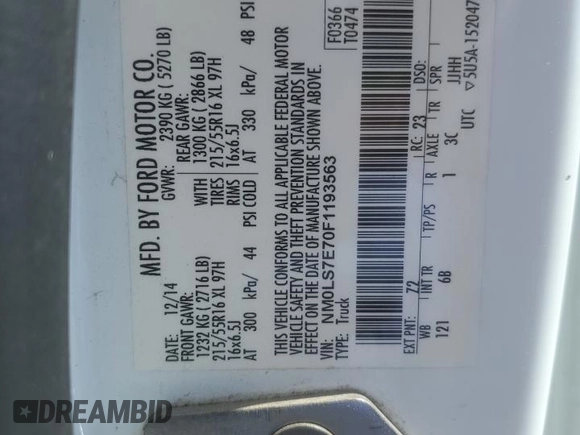 MFD. BY FORD MOTOR CO.
DATE: 12/14 GVWR: 2390 KG ( 5270 LB)
FRONT GAWR: REAR GAWR:
1232 KG ( 2716 LB) WITH 1300 KG ( 2866 LB)
215/55R16 XL 97H TIRES 215/55R16 XL 97H
16x6.5J RIMS 16x6.5J
AT 300 kPa/ 44 PSI COLD AT 330 kPa/ 48 PSI
THIS VEHICLE CONFORMS TO ALL APPLICABLE FEDERAL MOTOR
VEHICLE SAFETY AND THEFT PREVENTION STANDARDS IN
EFFECT ON THE DATE OF MANUFACTURE SHOWN ABOVE.
VIN: NM0LS7E70F1193563
TYPE: Truck
F0366
T0474
EXT PNT: Z2 RC: 23 DSO:
WB INT TR TP/PS R AXLE TR SPR
121 6B 1 3C JJHH
UTC ▽5U5A-152047
DREAMBID